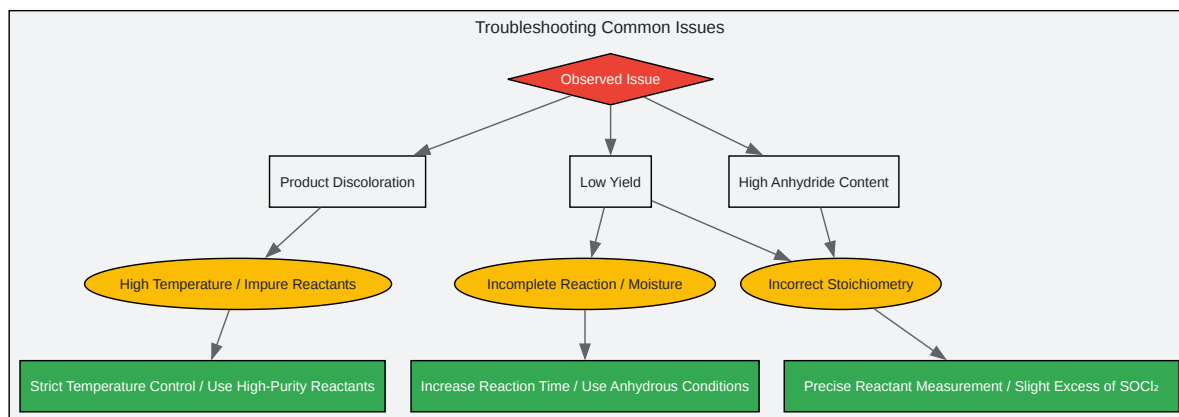 Troubleshooting Common Issues
Observed Issue
Product Discoloration
Low Yield
High Anhydride Content
High Temperature / Impure Reactants
Incomplete Reaction / Moisture
Incorrect Stoichiometry
Strict Temperature Control / Use High-Purity Reactants
Increase Reaction Time / Use Anhydrous Conditions
Precise Reactant Measurement / Slight Excess of SOCl₂